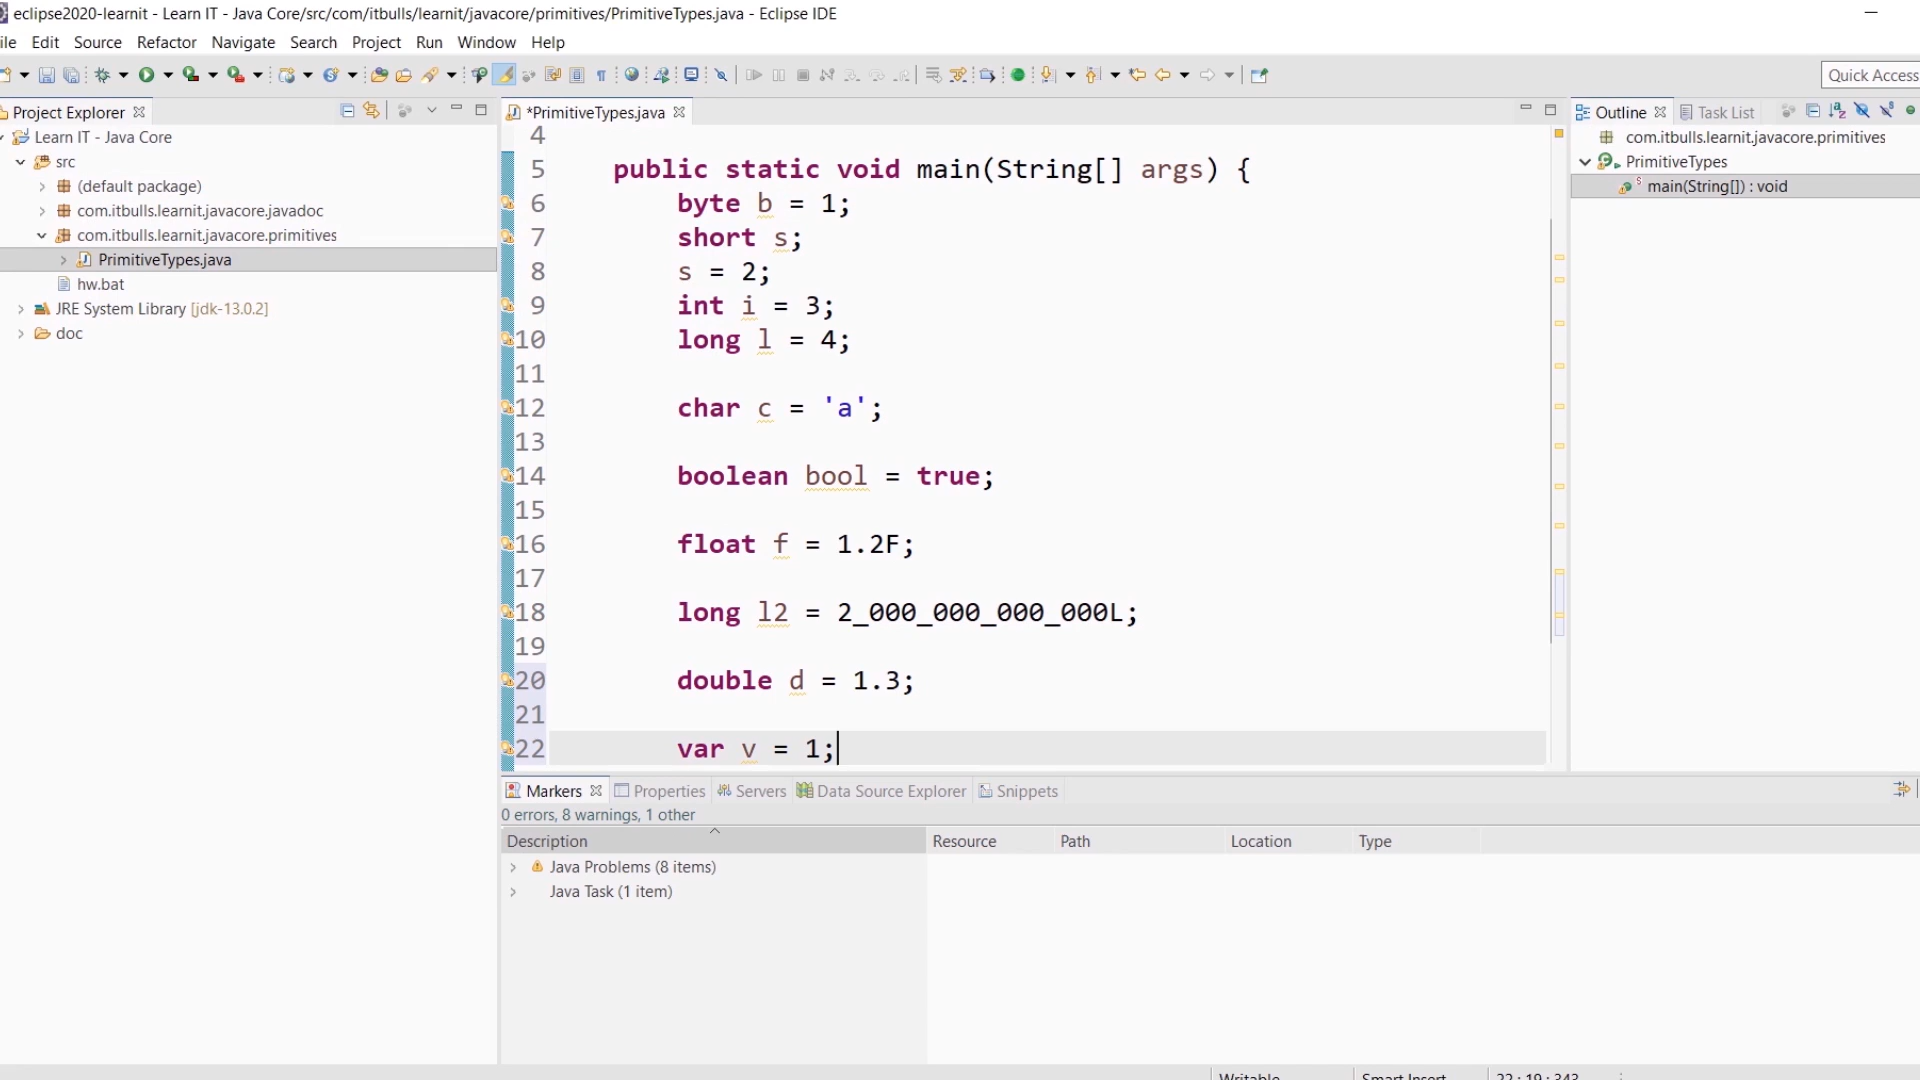 eclipse2020-learnit - Learn IT - Java Core/src/com/itbulls/learnit/javacore/primitives/PrimitiveTypes.java - Eclipse IDE
ile Edit Source Refactor Navigate Search Project Run Window Help
Quick Access
Project Explorer
*PrimitiveTypes.java
Outline
Task List
Learn IT - Java Core
src
(default package)
com.itbulls.learnit.javacore.javadoc
com.itbulls.learnit.javacore.primitives
PrimitiveTypes.java
hw.bat
JRE System Library [jdk-13.0.2]
doc
4
5 public static void main(String[] args) {
6 byte b = 1;
7 short s;
8 s = 2;
9 int i = 3;
10 long l = 4;
11
12 char c = 'a';
13
14 boolean bool = true;
15
16 float f = 1.2F;
17
18 long l2 = 2_000_000_000_000L;
19
20 double d = 1.3;
21
22 var v = 1;
com.itbulls.learnit.javacore.primitives
PrimitiveTypes
main(String[]) : void
Markers Properties Servers Data Source Explorer Snippets
0 errors, 8 warnings, 1 other
Description Resource Path Location Type
Java Problems (8 items)
Java Task (1 item)
Writable Smart Insert 22 : 19 : 343